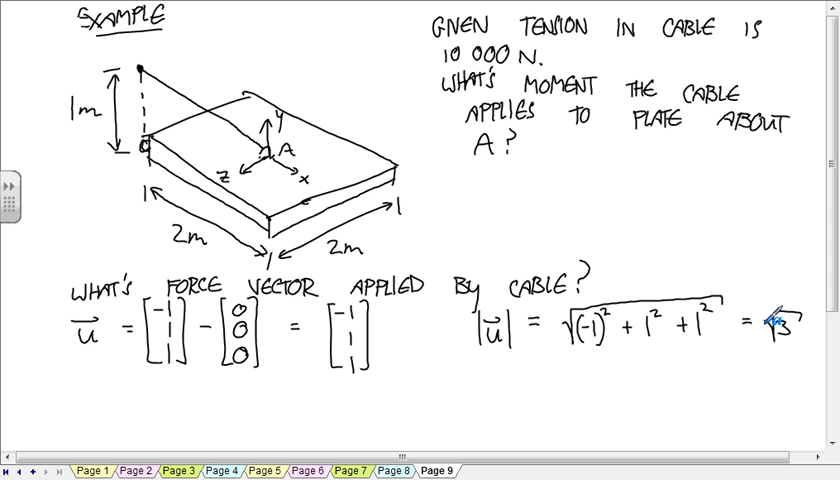 EXAMPLE
GIVEN TENSION IN CABLE IS
10 000 N.
WHAT'S MOMENT THE CABLE
APPLIES TO PLATE ABOUT
A?
1m
y
A
z
x
2m
2m
WHAT'S FORCE VECTOR APPLIED BY CABLE?
u = [-1 1 1] - [0 0 0] = [-1 1 1]
|u| = √(-1)² + 1² + 1² = √3
Page 1 Page 2 Page 3 Page 4 Page 5 Page 6 Page 7 Page 8 Page 9